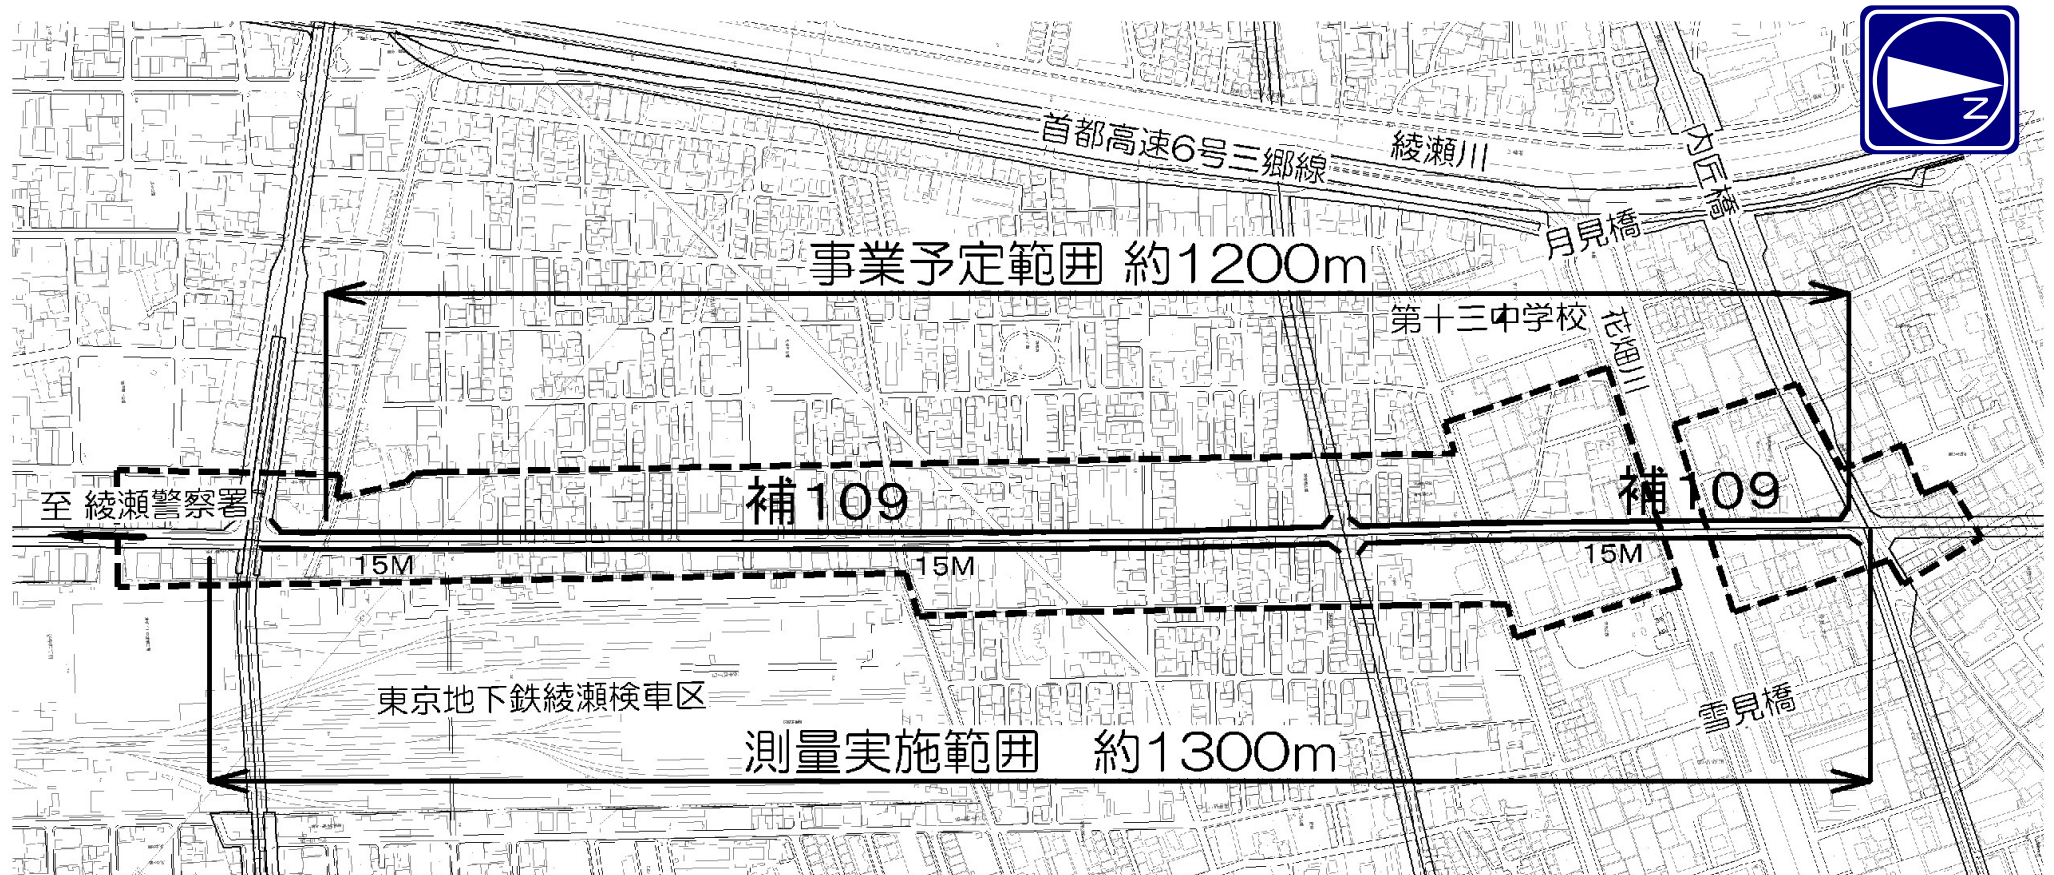 N
首都高速6号三郷線
綾瀬川
内匠橋
月見橋
事業予定範囲 約1200m
第十三中学校
花畑川
補109
補109
至 綾瀬警察署
15M
15M
15M
東京地下鉄綾瀬検車区
雪見橋
測量実施範囲 約1300m